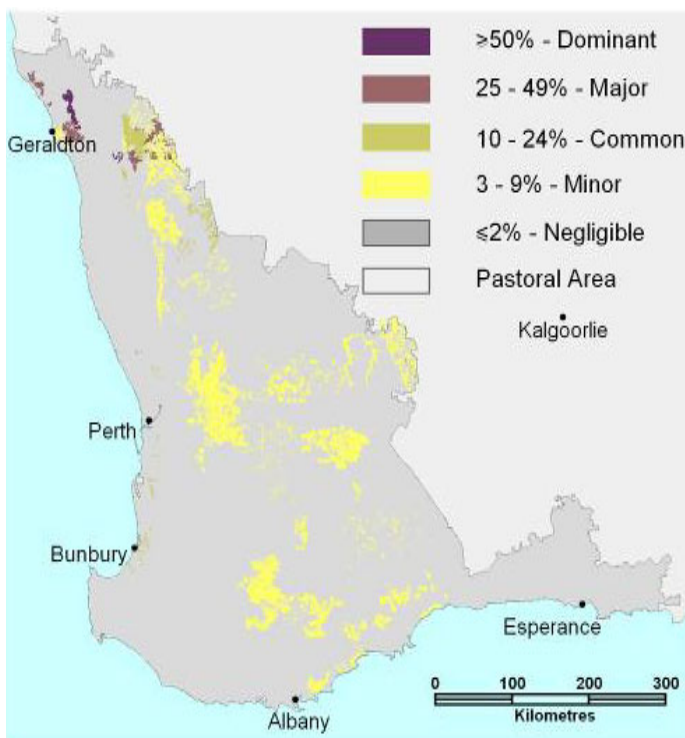 ≥50% - Dominant
25 - 49% - Major
10 - 24% - Common
3 - 9% - Minor
≤2% - Negligible
Pastoral Area
Geraldton
Kalgoorlie
Perth
Bunbury
Esperance
Albany
0 100 200 300
Kilometres